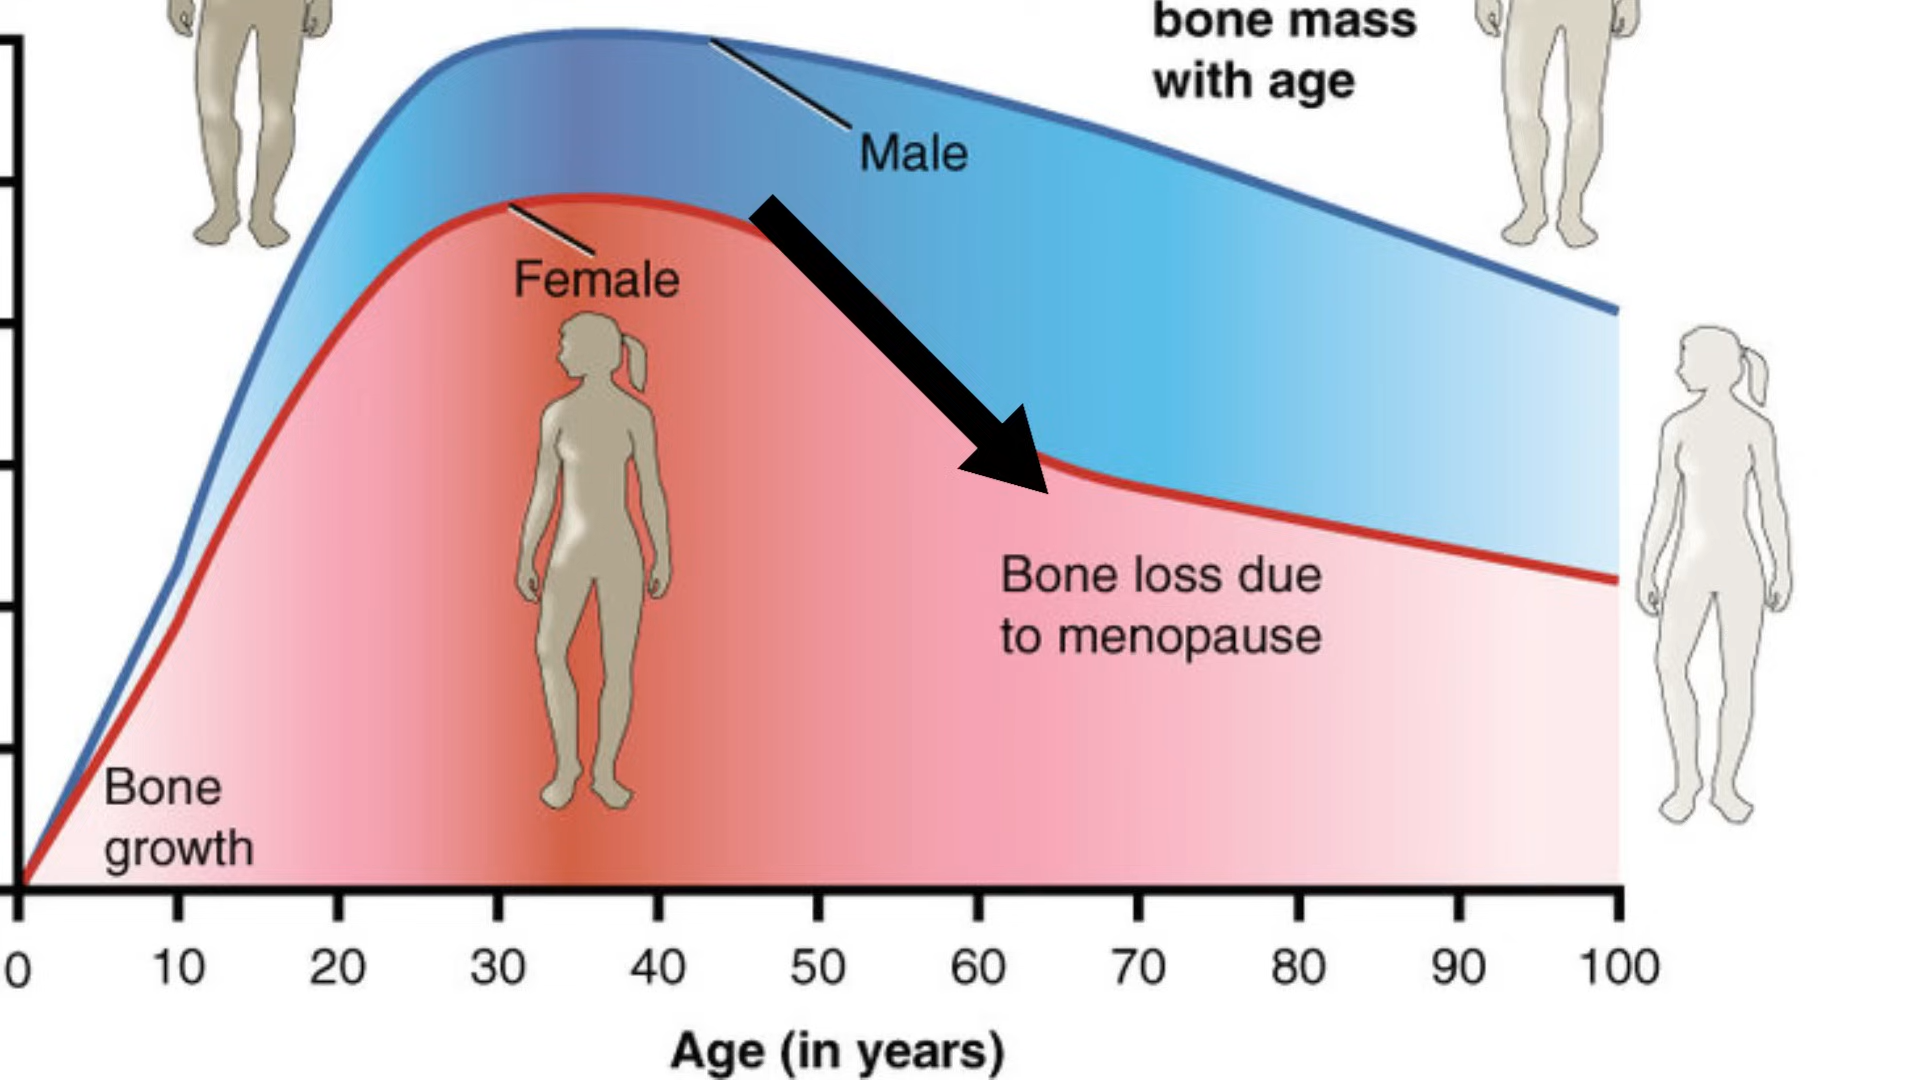 bone mass
with age
Male
Female
Bone loss due
to menopause
Bone
growth
0 10 20 30 40 50 60 70 80 90 100
Age (in years)